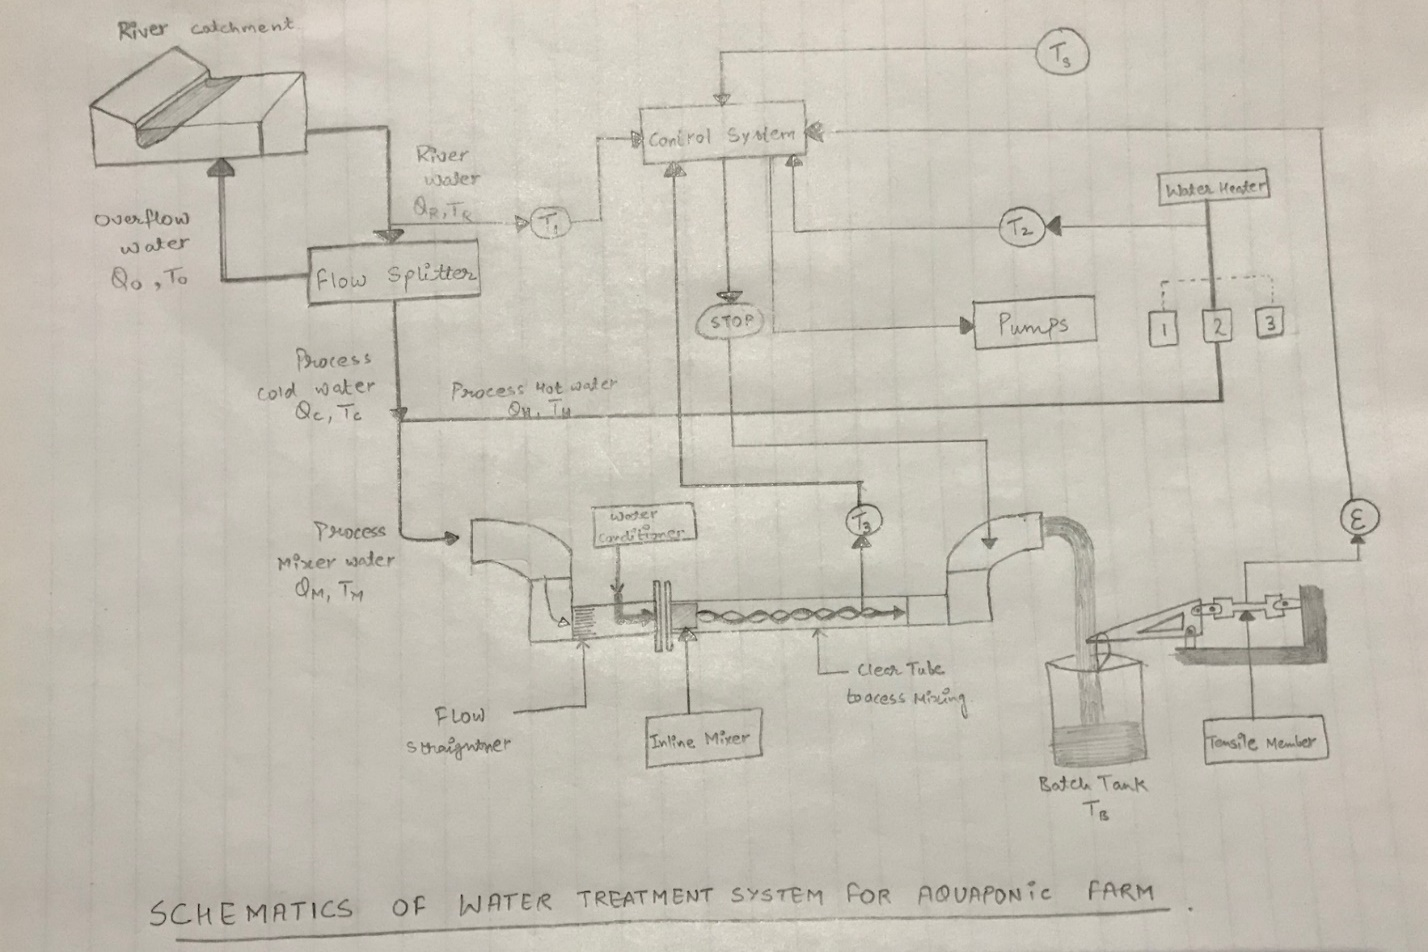 River catchment
T3
Control System
River
water
QR, TR
T1
Water Heater
T2
Overflow
water
QO, TO
Flow Splitter
STOP
Pumps
1
2
3
Process
cold water
QC, TC
Process Hot water
QH, TH
Process
Mixer water
QM, TM
Water
Conditioner
T3
Ɛ
Clear Tube
to acess Mixing
Flow
straightner
Inline Mixer
Tensile Member
Batch Tank
TB
SCHEMATICS OF WATER TREATMENT SYSTEM FOR AQUAPONIC FARM.